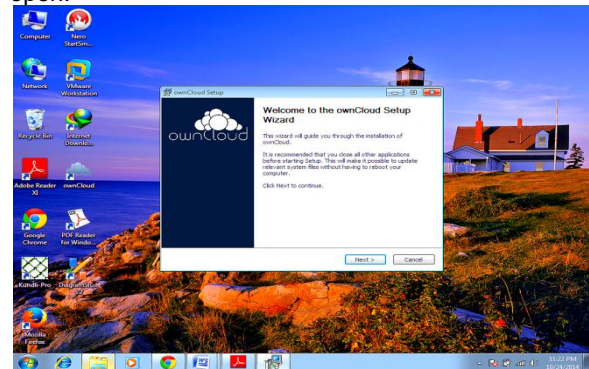 Computer
Nero
StartSm...
Network
VMware
Workstation
Recycle Bin
Internet
Downlo...
Adobe Reader
XI
ownCloud
Google
Chrome
PDF Reader
for Windo...
Kundli-Pro
Mozilla
Firefox
ownCloud Setup
ownCloud
Welcome to the ownCloud Setup
Wizard
This wizard will guide you through the installation of
ownCloud.
It is recommended that you close all other applications
before starting Setup. This will make it possible to update
relevant system files without having to reboot your
computer.
Click Next to continue.
Next >
Cancel
11:22 PM
10/28/2014